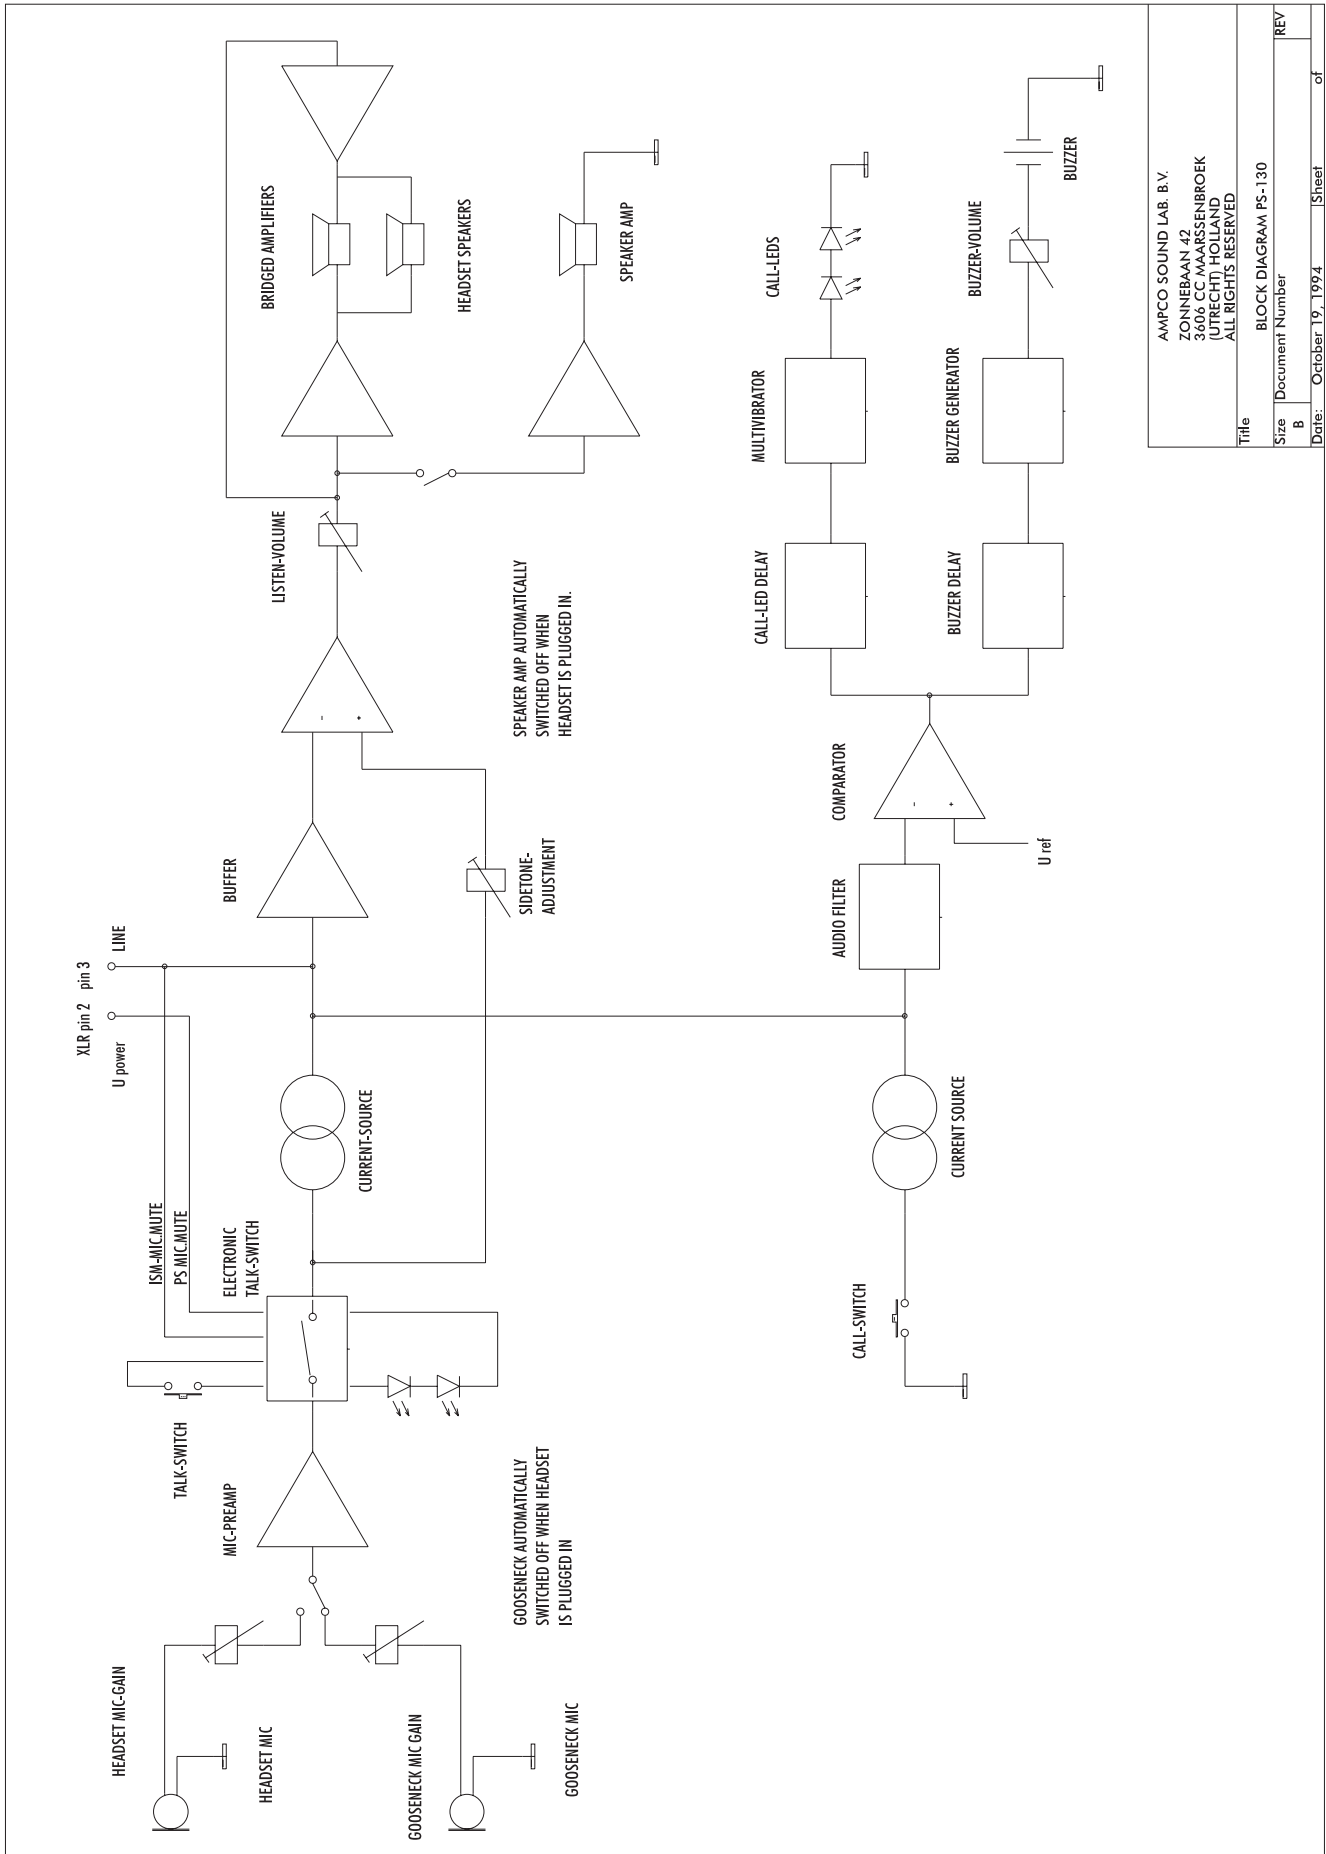 HEADSET MIC-GAIN
HEADSET MIC
GOOSENECK MIC GAIN
GOOSENECK MIC
MIC-PREAMP
GOOSENECK AUTOMATICALLY
SWITCHED OFF WHEN HEADSET
IS PLUGGED IN
TALK-SWITCH
ELECTRONIC
TALK-SWITCH
ISM-MIC.MUTE
PS MIC.MUTE
CURRENT-SOURCE
XLR pin 2 pin 3
U power
LINE
BUFFER
SIDETONE-
ADJUSTMENT
-
+
SPEAKER AMP AUTOMATICALLY
SWITCHED OFF WHEN
HEADSET IS PLUGGED IN.
LISTEN-VOLUME
BRIDGED AMPLIFIERS
HEADSET SPEAKERS
SPEAKER AMP
CALL-SWITCH
CURRENT SOURCE
AUDIO FILTER
COMPARATOR
-
+
U ref
CALL-LED DELAY
MULTIVIBRATOR
CALL-LEDS
BUZZER DELAY
BUZZER GENERATOR
BUZZER-VOLUME
BUZZER
AMPCO SOUND LAB. B.V.
ZONNEBAAN 42
3606 CC MAARSSENBROEK
(UTRECHT) HOLLAND
ALL RIGHTS RESERVED
Title
BLOCK DIAGRAM PS-130
Size Document Number REV
B
Date: October 19, 1994 Sheet of